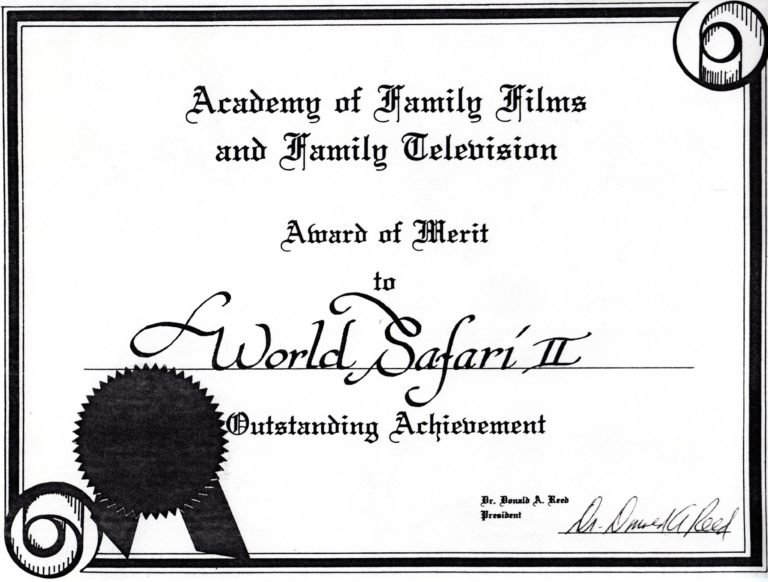 Academy of Family Films
and Family Television
Award of Merit
to
World Safari II
Outstanding Achievement
Dr. Donald A. Reed
President
Dr. Donald A Reed